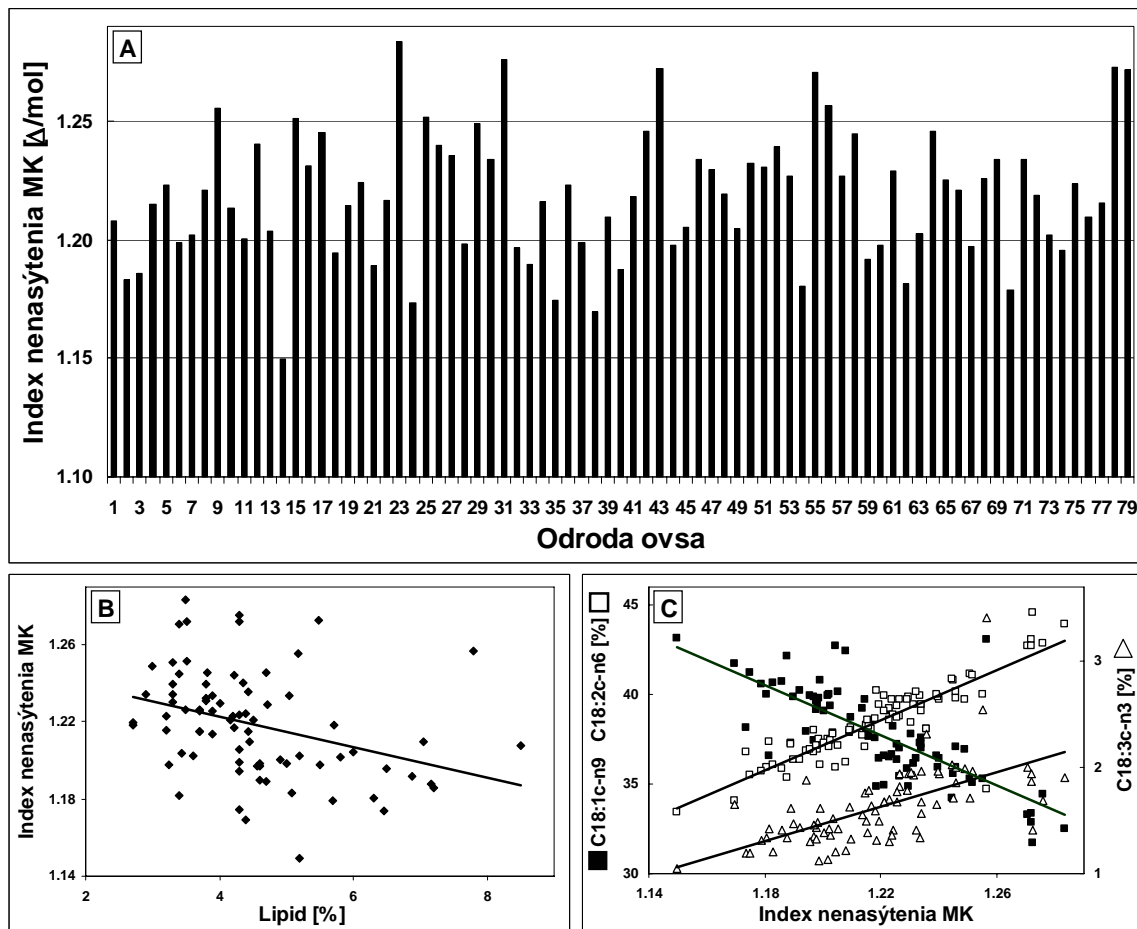 A
Index nenasýtenia MK [Δ/mol]
1.25
1.20
1.15
1.10
1 3 5 7 9 11 13 15 17 19 21 23 25 27 29 31 33 35 37 39 41 43 45 47 49 51 53 55 57 59 61 63 65 67 69 71 73 75 77 79
Odroda ovsa
B
Index nenasýtenia MK
1.26
1.22
1.18
1.14
2 4 6 8
Lipid [%]
C
■ C18:1c-n9 C18:2c-n6 [%] □
45
40
35
30
1.14 1.18 1.22 1.26
Index nenasýtenia MK
3
2
1
C18:3c-n3 [%] △